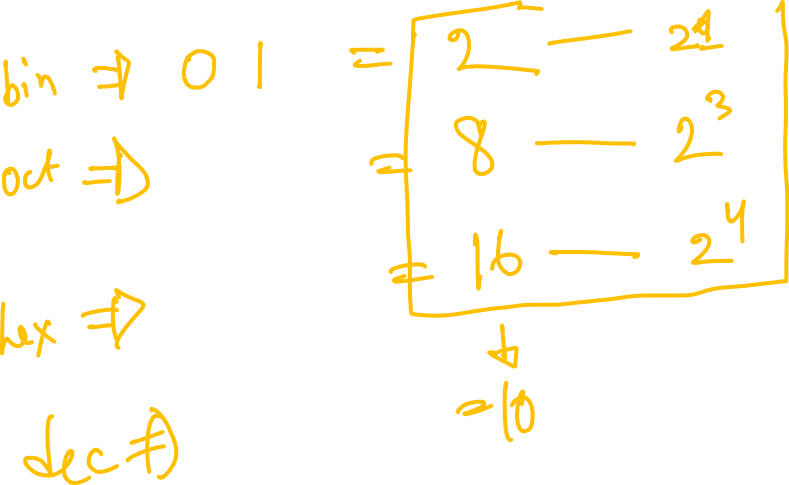 bin ⇒ 0 1 = 2 — 2¹
oct ⇒ = 8 — 2³
hex ⇒ = 16 — 2⁴
↓
=10
dec ⇒